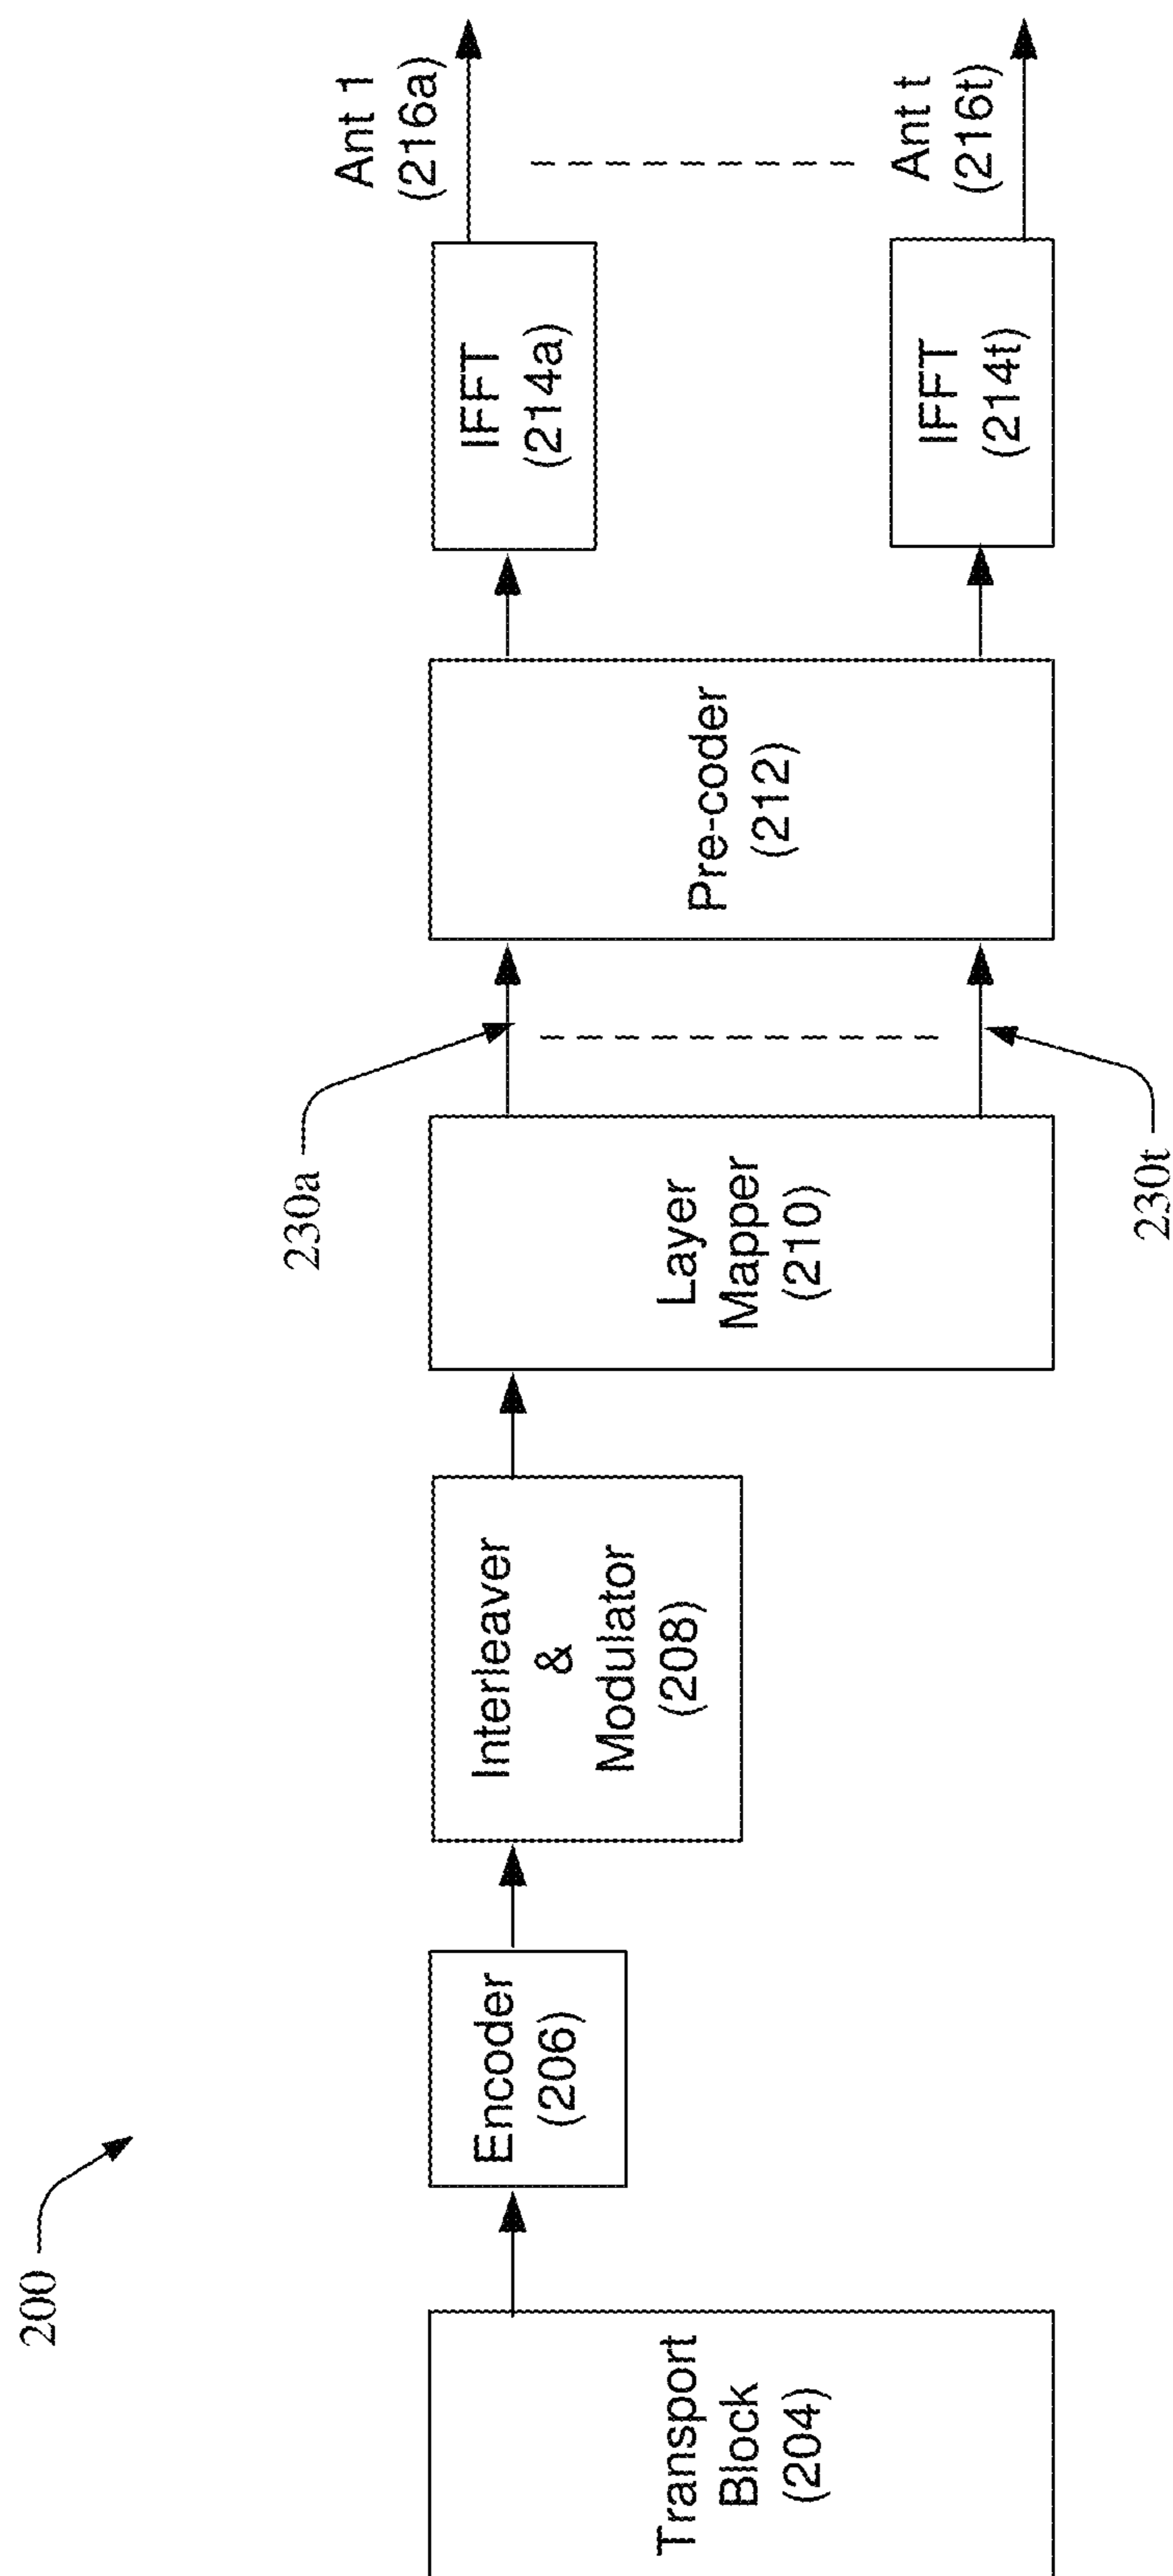 200
Transport
Block
(204)
Encoder
(206)
Interleaver
&
Modulator
(208)
Layer
Mapper
(210)
230a
230t
Pre-coder
(212)
IFFT
(214a)
IFFT
(214t)
Ant 1
(216a)
Ant t
(216t)